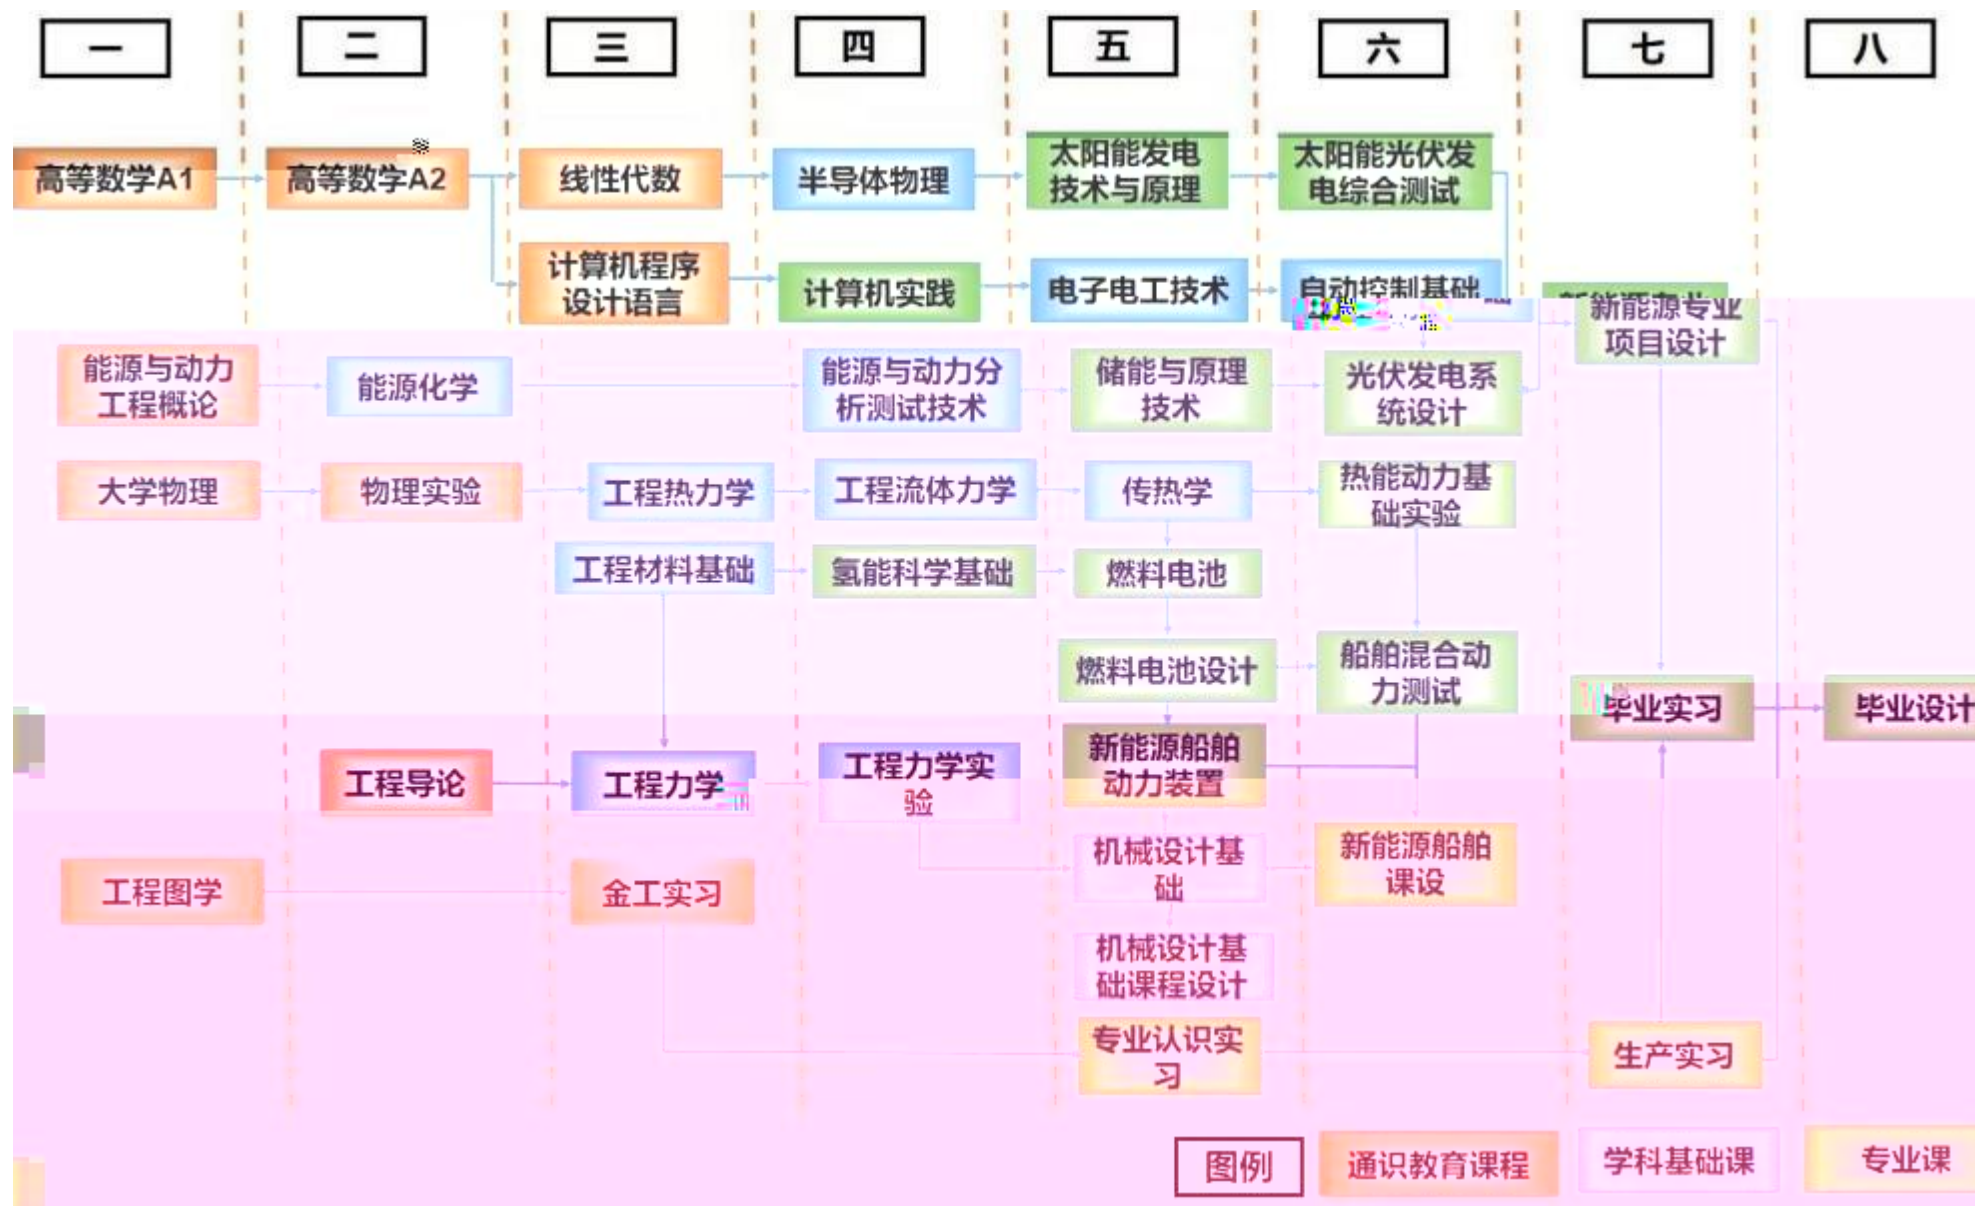 一
二
三
四
五
六
七
八
高等数学A1
高等数学A2
线性代数
半导体物理
太阳能发电
技术与原理
太阳能光伏发
电综合测试
计算机程序
设计语言
计算机实践
电子电工技术
自动控制基础
新能源专业
项目设计
能源与动力
工程概论
能源化学
能源与动力分
析测试技术
储能与原理
技术
光伏发电系
统设计
大学物理
物理实验
工程热力学
工程流体力学
传热学
热能动力基
础实验
工程材料基础
氢能科学基础
燃料电池
燃料电池设计
船舶混合动
力测试
毕业实习
毕业设计
工程导论
工程力学
工程力学实
验
新能源船舶
动力装置
机械设计基
础
新能源船舶
课设
工程图学
金工实习
机械设计基
础课程设计
专业认识实
习
生产实习
图例
通识教育课程
学科基础课
专业课